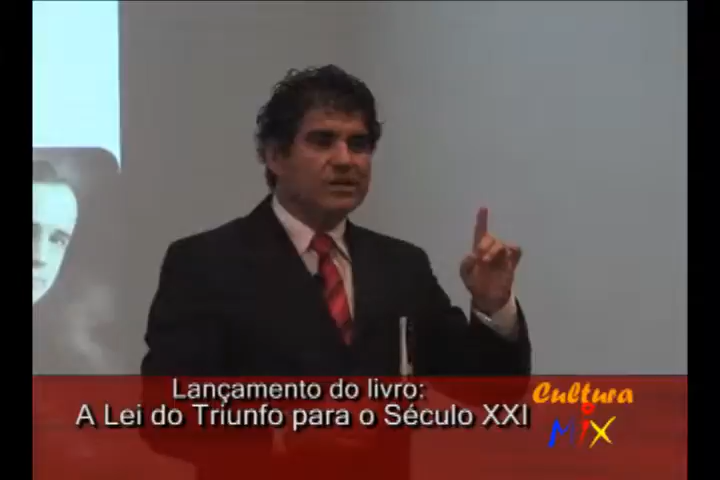 Lançamento do livro:
A Lei do Triunfo para o Século XXI
Cultura
MIX